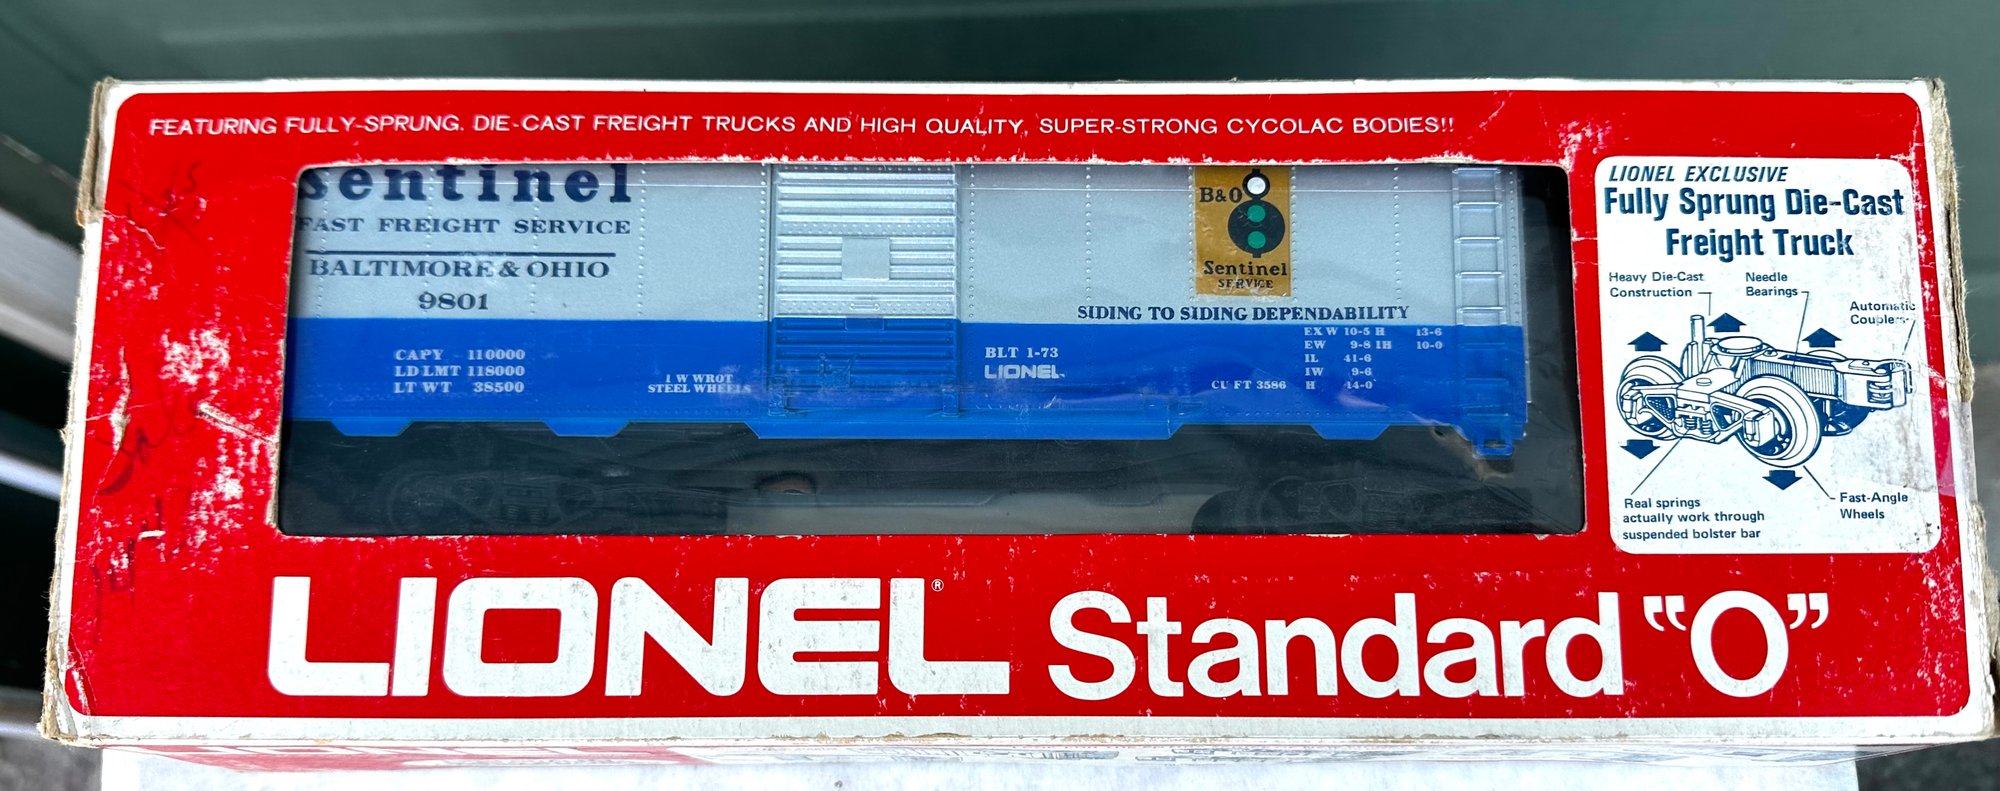 FEATURING FULLY-SPRUNG, DIE-CAST FREIGHT TRUCKS AND HIGH QUALITY, SUPER-STRONG CYCOLAC BODIES!!
Sentinel
FAST FREIGHT SERVICE
BALTIMORE & OHIO
9801
CAPY 110000
LD LMT 118000
LT WT 38500
1 W WROT
STEEL WHEELS
B&O
Sentinel
SERVICE
SIDING TO SIDING DEPENDABILITY
BLT 1-73
LIONEL
EX W 10-5 H 13-6
EW 9-8 IH 10-0
IL 41-6
IW 9-6
CU FT 3586 H 14-0
LIONEL EXCLUSIVE
Fully Sprung Die-Cast
Freight Truck
Heavy Die-Cast
Construction
Needle
Bearings
Automatic
Coupler
Real springs
actually work through
suspended bolster bar
Fast-Angle
Wheels
LIONEL® Standard "O"